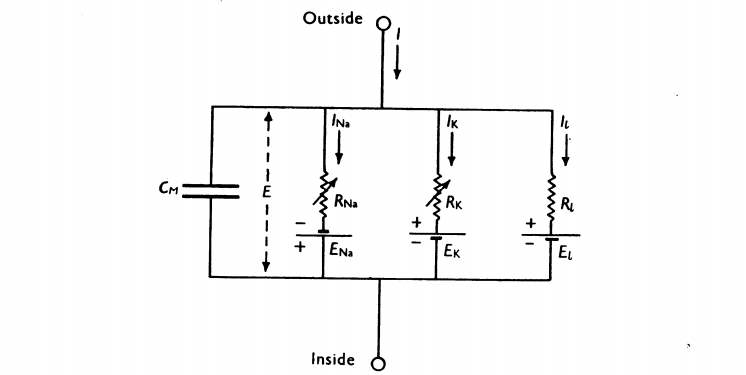 Outside
I
I_Na I_K I_l
C_M E R_Na R_K R_l
− + +
+ E_Na − E_K − E_l
Inside